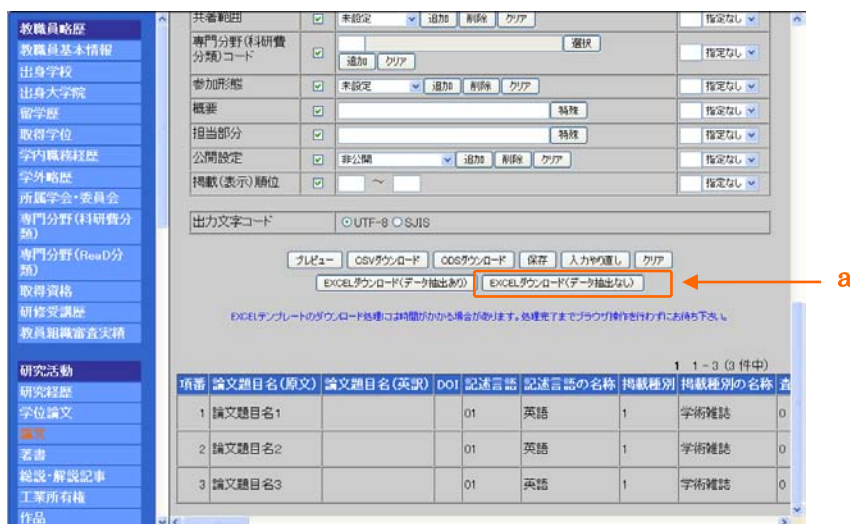 教職員略歴
教職員基本情報
出身学校
出身大学院
留学歴
取得学位
学内職務経歴
学外略歴
所属学会・委員会
専門分野(科研費分類)
専門分野(ReaD分類)
取得資格
研修受講歴
教員組織審査実績
研究活動
研究経歴
学位論文
論文
著書
総説・解説記事
工業所有権
作品
共著範囲 未設定 追加 削除 クリア 指定なし
専門分野(科研費分類)コード 選択 追加 クリア 指定なし
参加形態 未設定 追加 削除 クリア 指定なし
概要 特殊 指定なし
担当部分 特殊 指定なし
公開設定 非公開 追加 削除 クリア 指定なし
掲載(表示)順位 ～ 指定なし
出力文字コード UTF-8 SJIS
プレビュー CSVダウンロード ODSダウンロード 保存 入力やり直し クリア
EXCELダウンロード(データ抽出あり) EXCELダウンロード(データ抽出なし) a
EXCELテンプレートのダウンロード処理には時間がかかる場合があります。処理完了までブラウザ操作を行わずにお待ち下さい。
1 1 - 3 (3 件中)
項番 論文題目名(原文) 論文題目名(英訳) DOI 記述言語 記述言語の名称 掲載種別 掲載種別の名称 査
1 論文題目名1 01 英語 1 学術雑誌 0
2 論文題目名2 01 英語 1 学術雑誌 0
3 論文題目名3 01 英語 1 学術雑誌 0